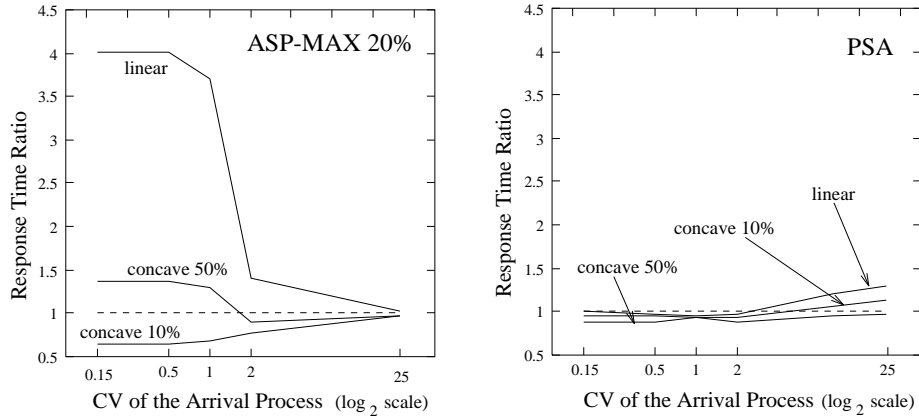 ASP-MAX 20%
Response Time Ratio
5
4.5
4
3.5
3
2.5
2
1.5
1
0.5
linear
concave 50%
concave 10%
0.15
0.5
1
2
25
CV of the Arrival Process (log 2 scale)
PSA
Response Time Ratio
5
4.5
4
3.5
3
2.5
2
1.5
1
0.5
linear
concave 10%
concave 50%
0.15
0.5
1
2
25
CV of the Arrival Process (log 2 scale)